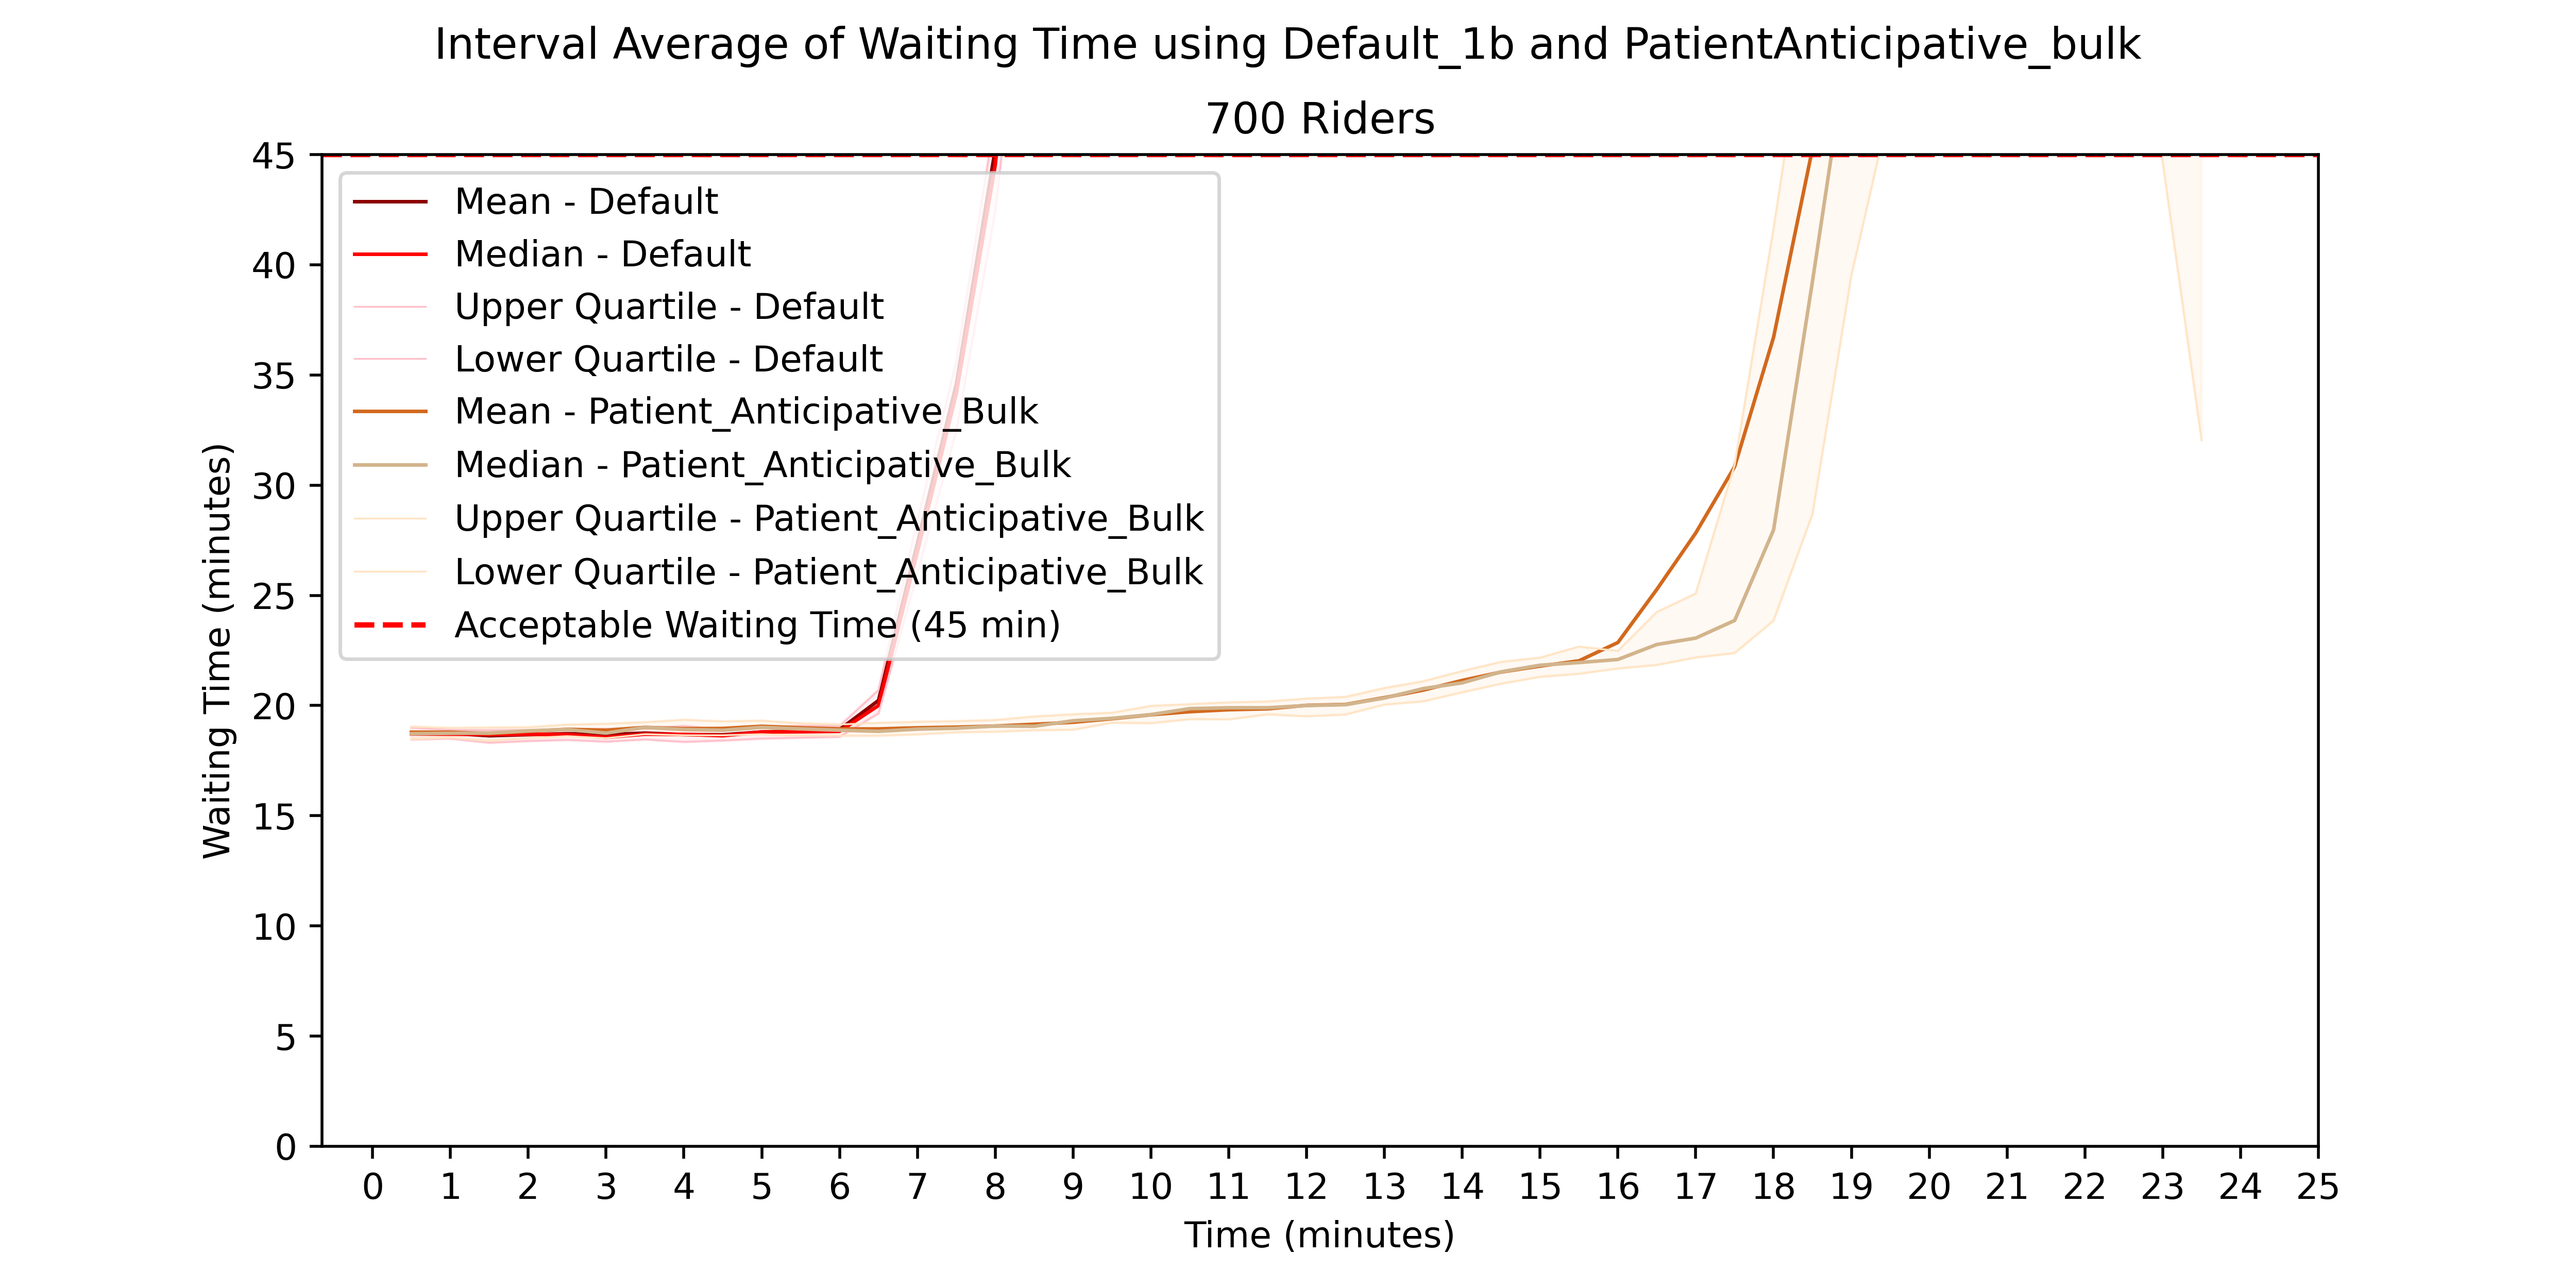 Interval Average of Waiting Time using Default_1b and PatientAnticipative_bulk
700 Riders
45
40
35
30
25
20
15
10
5
0
Waiting Time (minutes)
Mean - Default
Median - Default
Upper Quartile - Default
Lower Quartile - Default
Mean - Patient_Anticipative_Bulk
Median - Patient_Anticipative_Bulk
Upper Quartile - Patient_Anticipative_Bulk
Lower Quartile - Patient_Anticipative_Bulk
Acceptable Waiting Time (45 min)
0 1 2 3 4 5 6 7 8 9 10 11 12 13 14 15 16 17 18 19 20 21 22 23 24 25
Time (minutes)